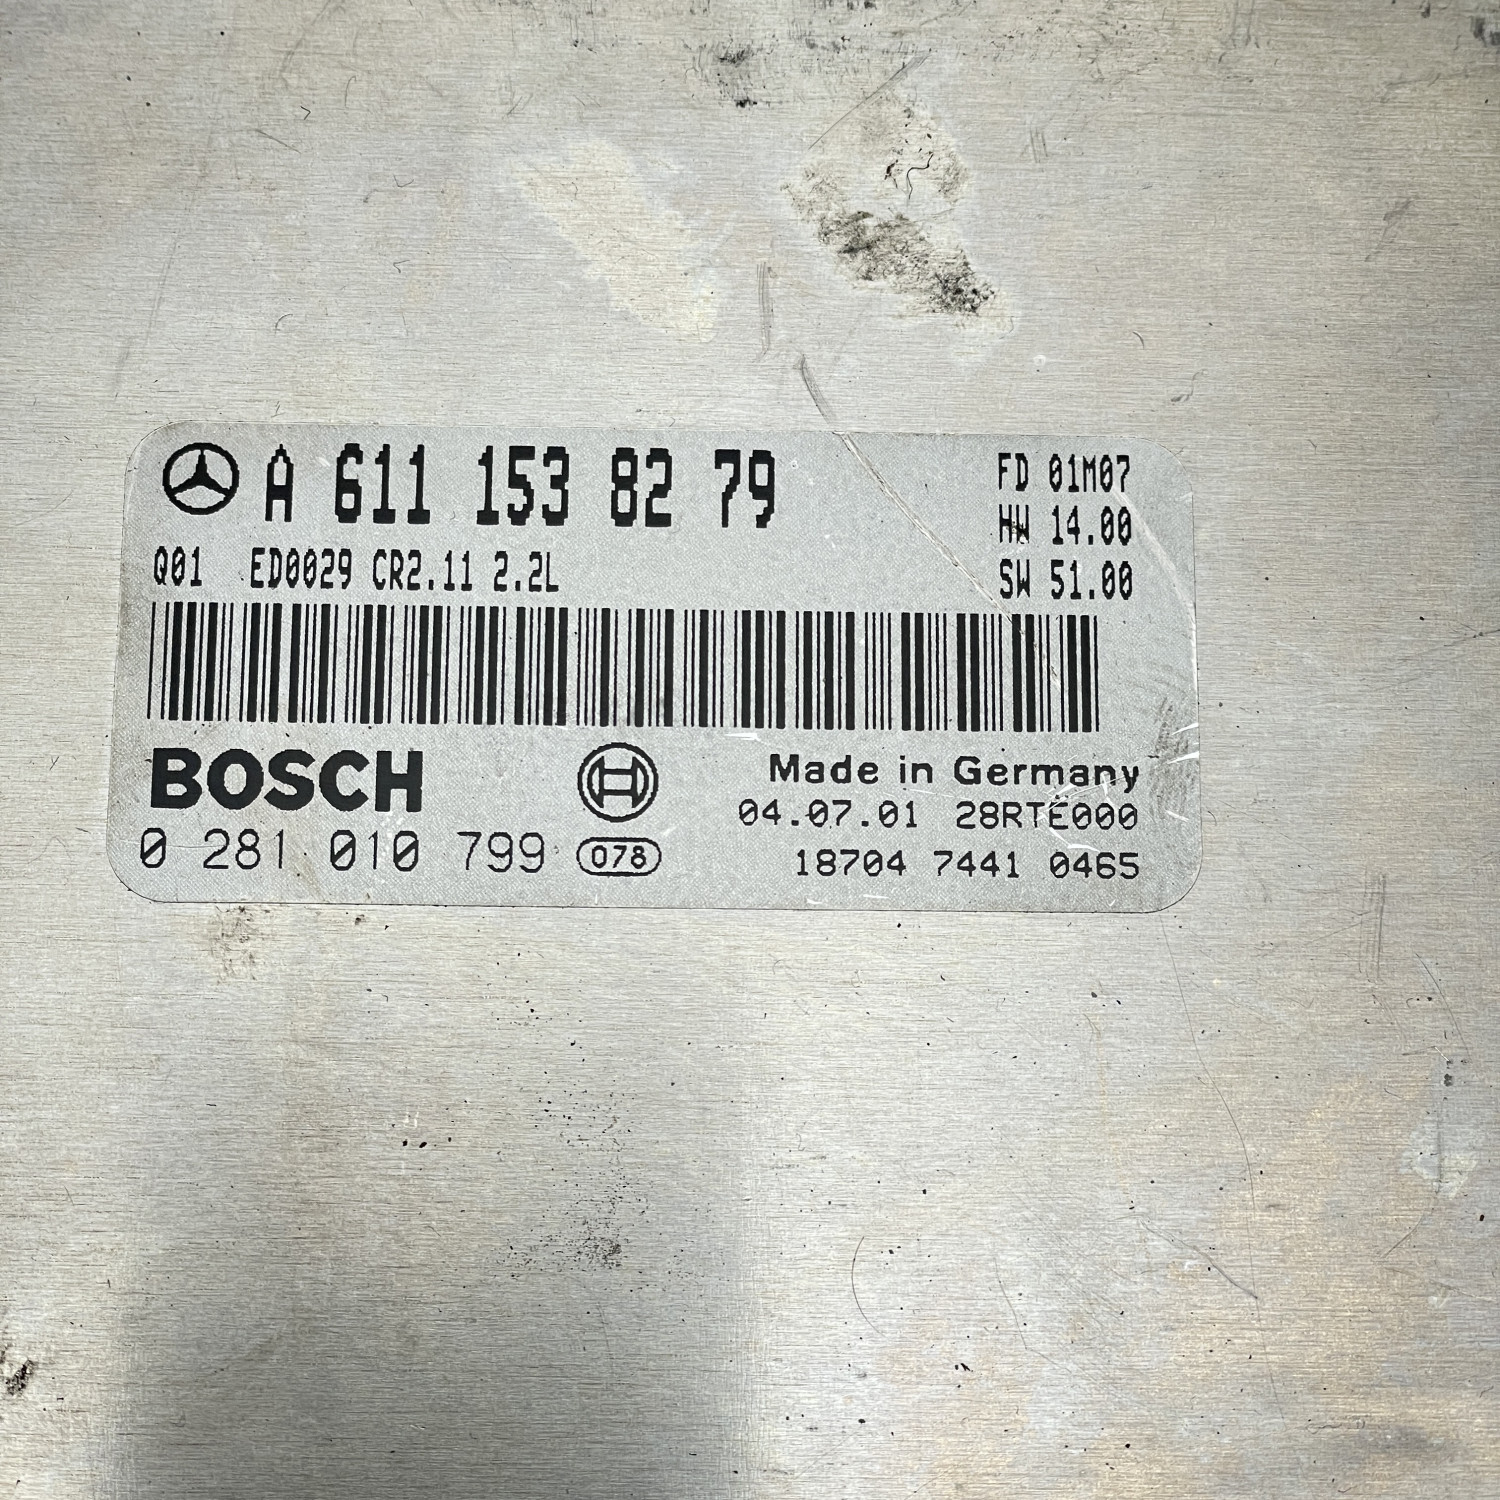 A 611 153 82 79
FD 01M07
HW 14.00
SW 51.00
Q01 ED0029 CR2.11 2.2L
BOSCH
0 281 010 799
078
Made in Germany
04.07.01 28RTE000
18704 7441 0465